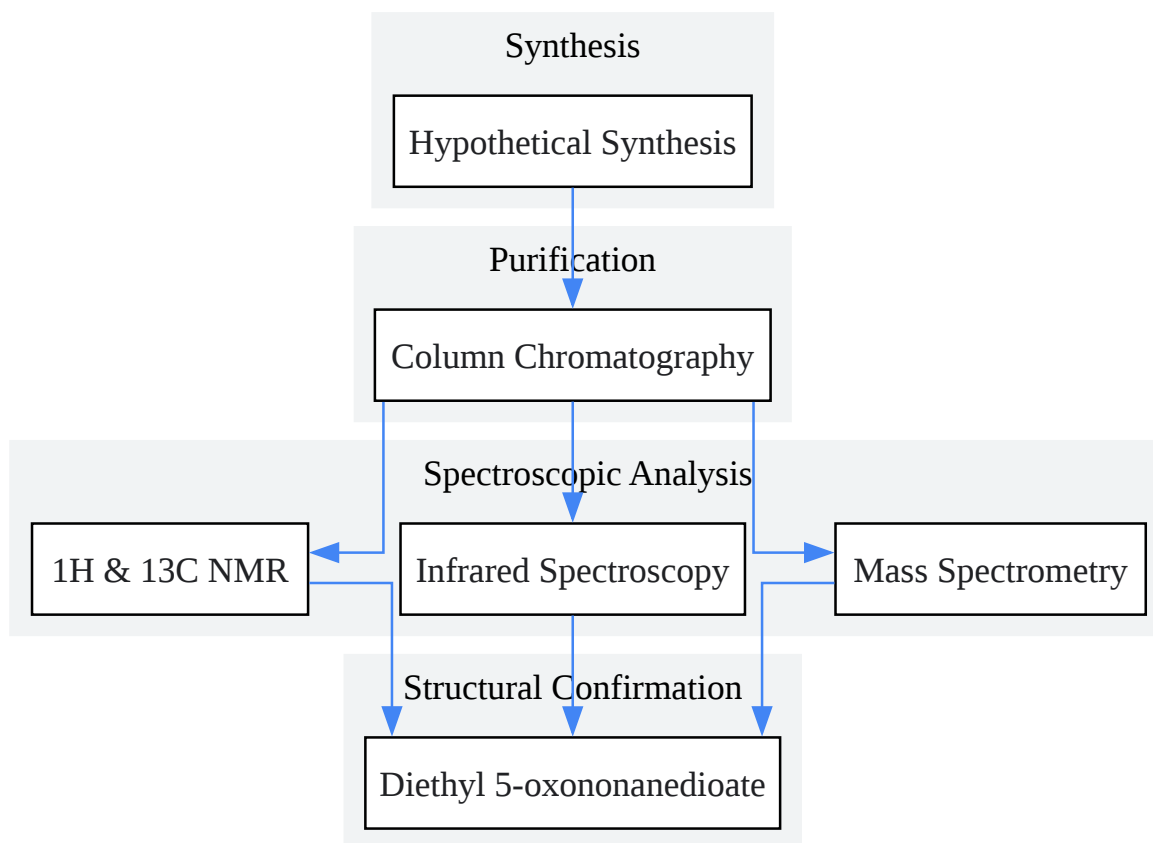 Synthesis
Hypothetical Synthesis
Purification
Column Chromatography
Spectroscopic Analysis
1H & 13C NMR
Infrared Spectroscopy
Mass Spectrometry
Structural Confirmation
Diethyl 5-oxononanedioate